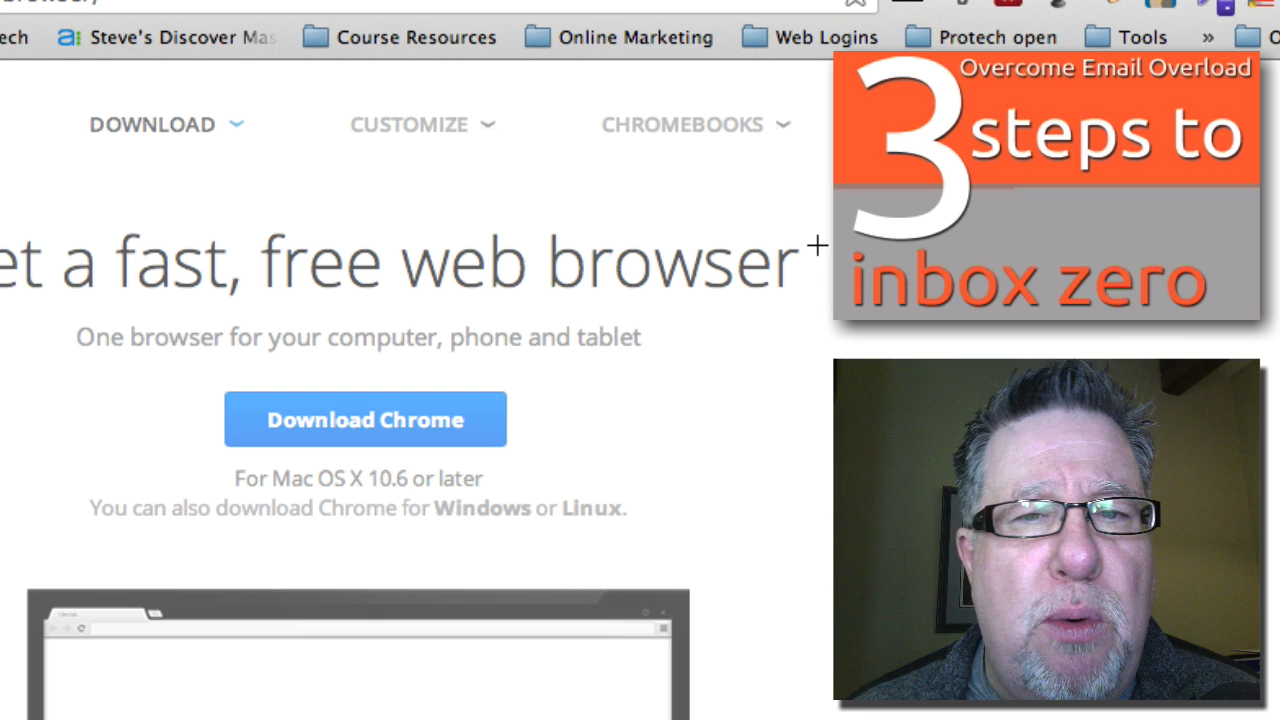 ech Steve's Discover Mas Course Resources Online Marketing Web Logins Protech open Tools »
DOWNLOAD CUSTOMIZE CHROMEBOOKS
Overcome Email Overload
3 steps to
inbox zero
et a fast, free web browser
One browser for your computer, phone and tablet
Download Chrome
For Mac OS X 10.6 or later
You can also download Chrome for Windows or Linux.